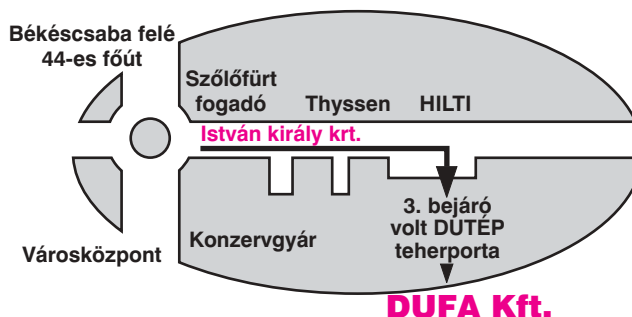 Békéscsaba felé
44-es főút
Szőlőfürt
fogadó
Thyssen
HILTI
István király krt.
3. bejáró
volt DUTÉP
teherporta
Városközpont
Konzervgyár
DUFA Kft.